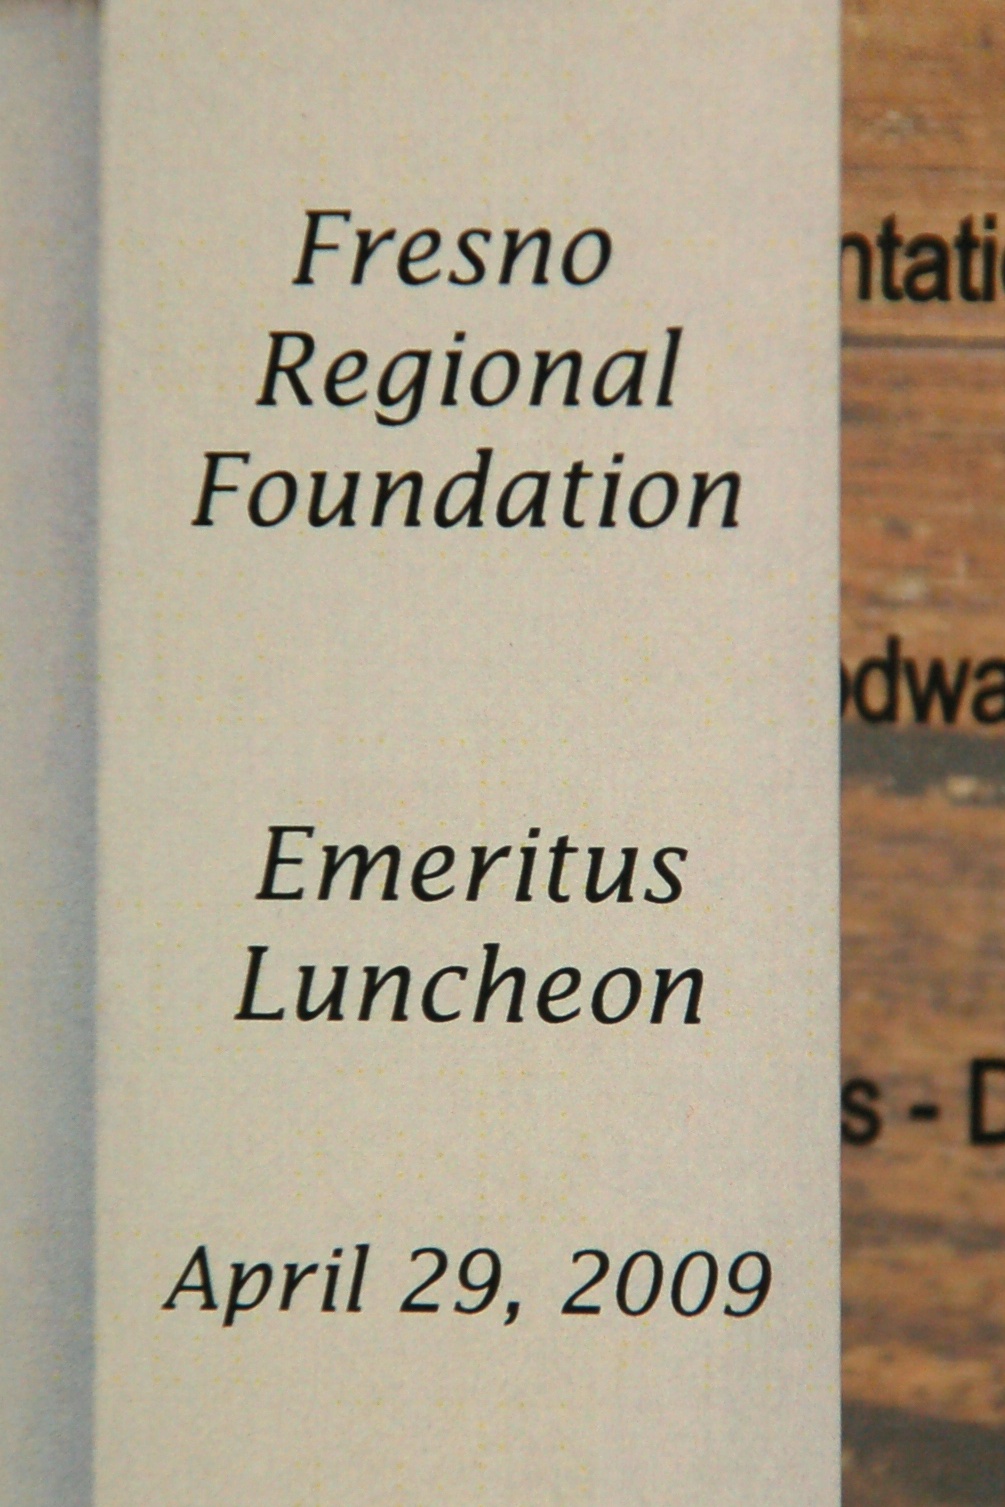 Fresno
Regional
Foundation
Emeritus
Luncheon
April 29, 2009